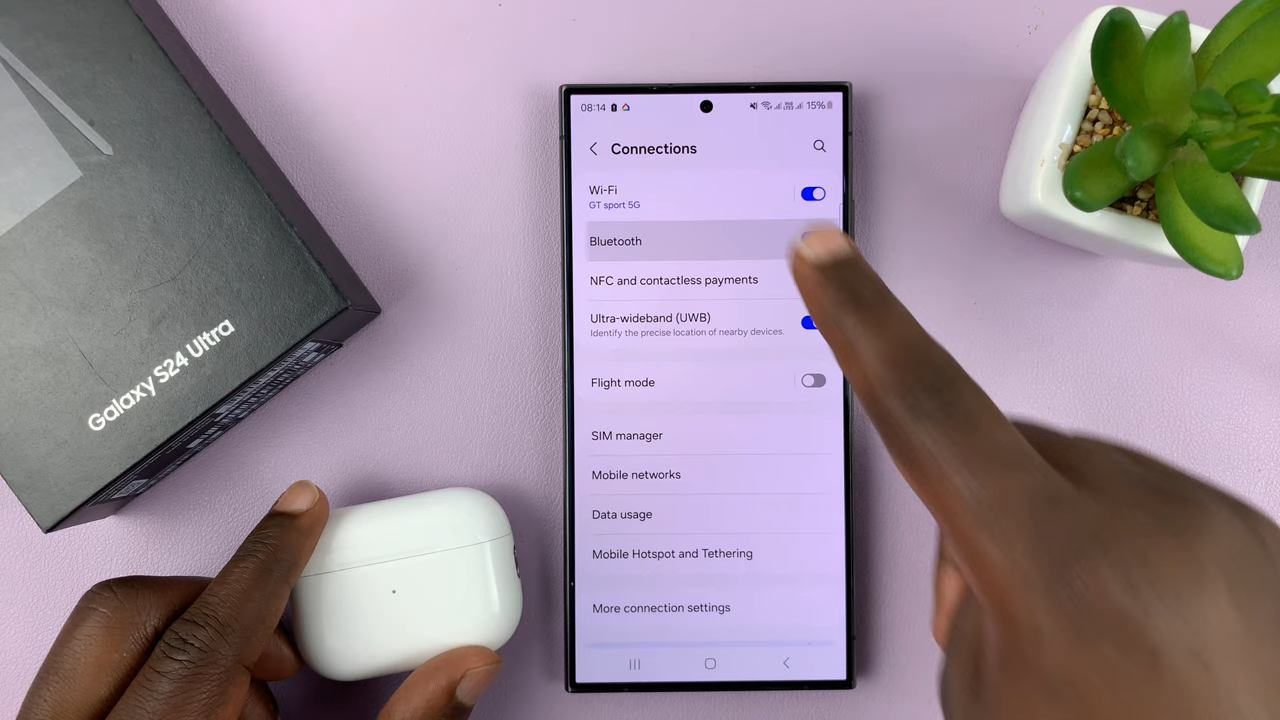 Galaxy S24 Ultra
08:14
15%
Connections
Wi-Fi
GT sport 5G
Bluetooth
NFC and contactless payments
Ultra-wideband (UWB)
Identify the precise location of nearby devices.
Flight mode
SIM manager
Mobile networks
Data usage
Mobile Hotspot and Tethering
More connection settings